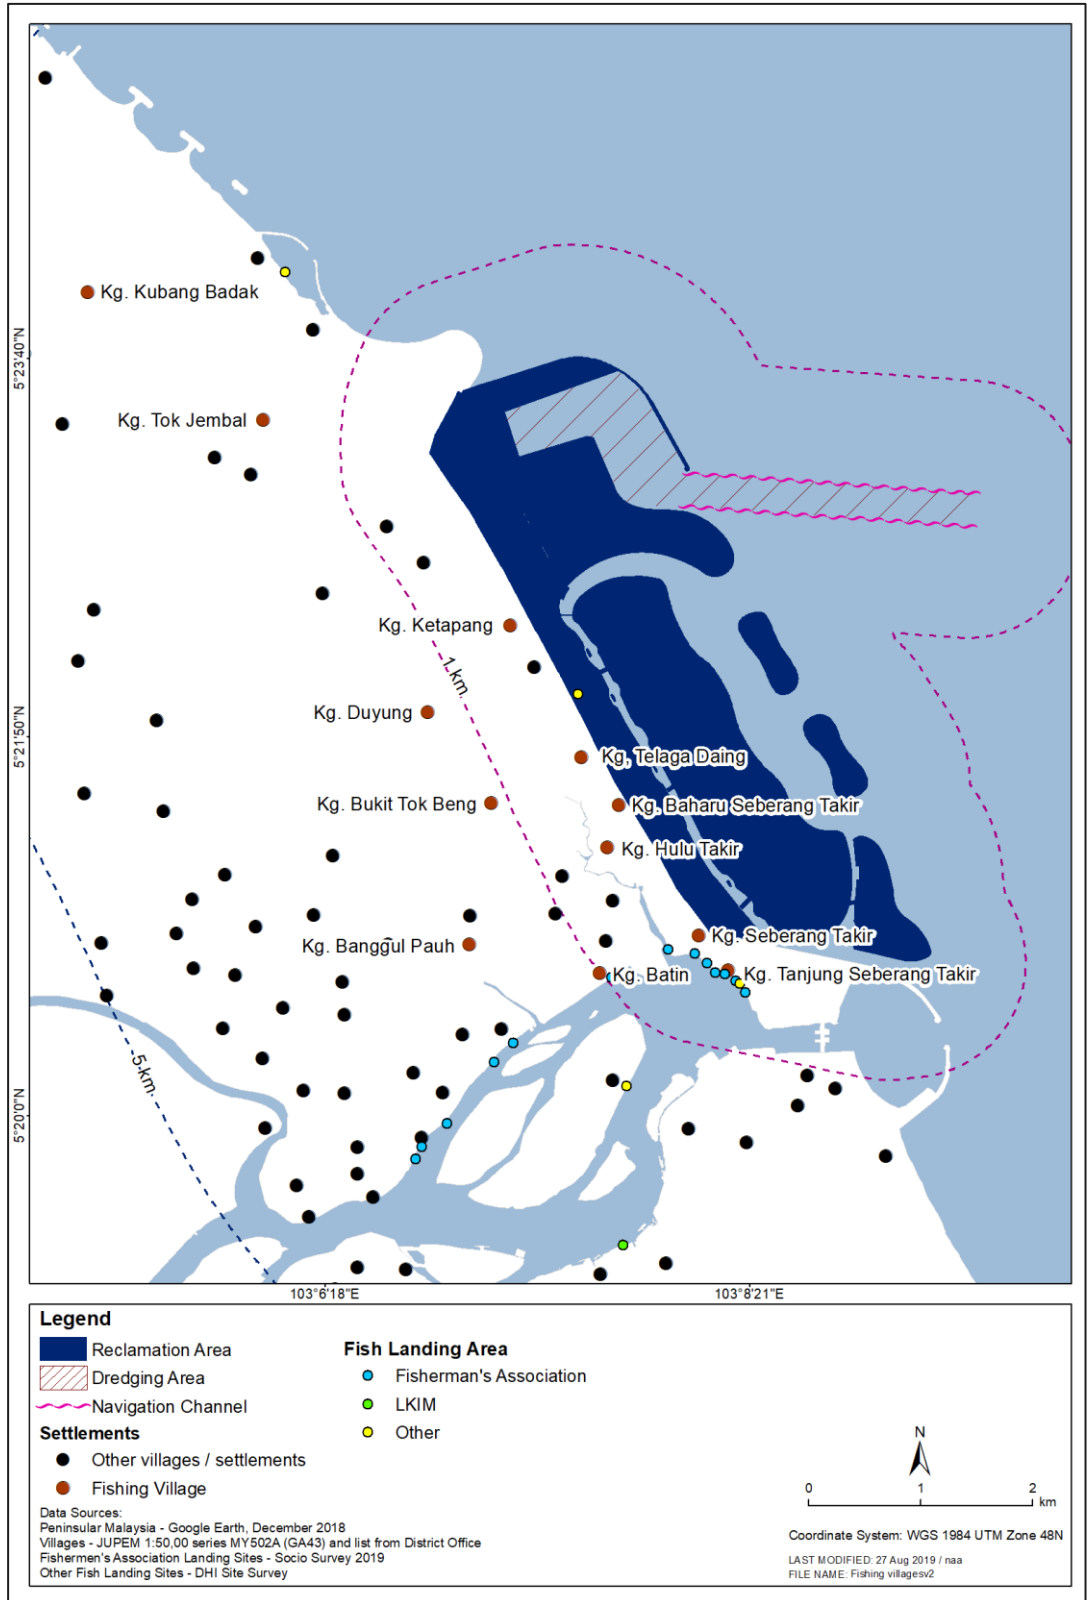 Kg. Kubang Badak
5°23'40"N
Kg. Tok Jembal
Kg. Ketapang
1 km
Kg. Duyung
5°21'50"N
Kg, Telaga Daing
Kg. Bukit Tok Beng
Kg. Baharu Seberang Takir
Kg. Hulu Takir
Kg. Seberang Takir
Kg. Banggul Pauh
Kg. Batin
Kg. Tanjung Seberang Takir
5 km
5°20'0"N
103°6'18"E
103°8'21"E
Legend
Reclamation Area
Dredging Area
Navigation Channel
Settlements
Other villages / settlements
Fishing Village
Fish Landing Area
Fisherman's Association
LKIM
Other
Data Sources:
Peninsular Malaysia - Google Earth, December 2018
Villages - JUPEM 1:50,00 series MY502A (GA43) and list from District Office
Fishermen's Association Landing Sites - Socio Survey 2019
Other Fish Landing Sites - DHI Site Survey
N
0 1 2
km
Coordinate System: WGS 1984 UTM Zone 48N
LAST MODIFIED: 27 Aug 2019 / naa
FILE NAME: Fishing villagesv2